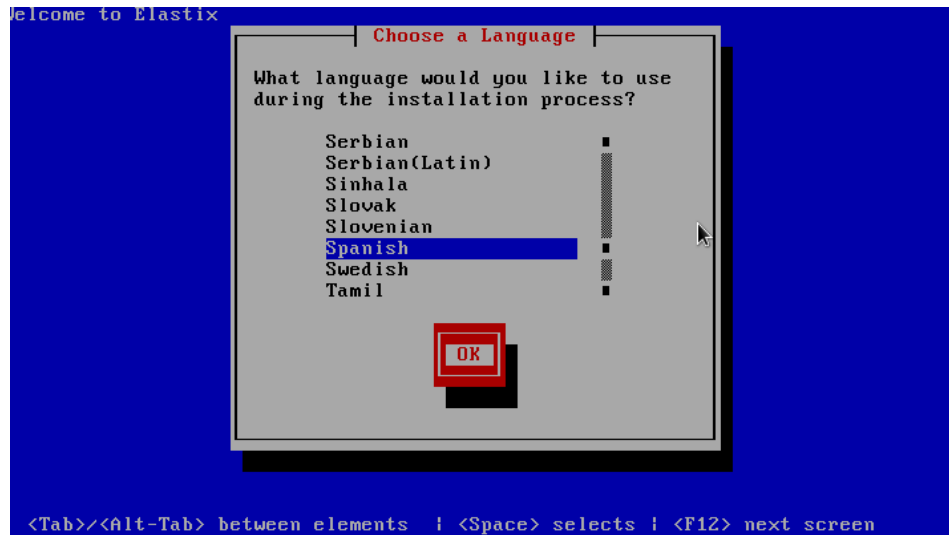 Welcome to Elastix
Choose a Language
What language would you like to use
during the installation process?
Serbian
Serbian(Latin)
Sinhala
Slovak
Slovenian
Spanish
Swedish
Tamil
OK
<Tab>/<Alt-Tab> between elements | <Space> selects | <F12> next screen